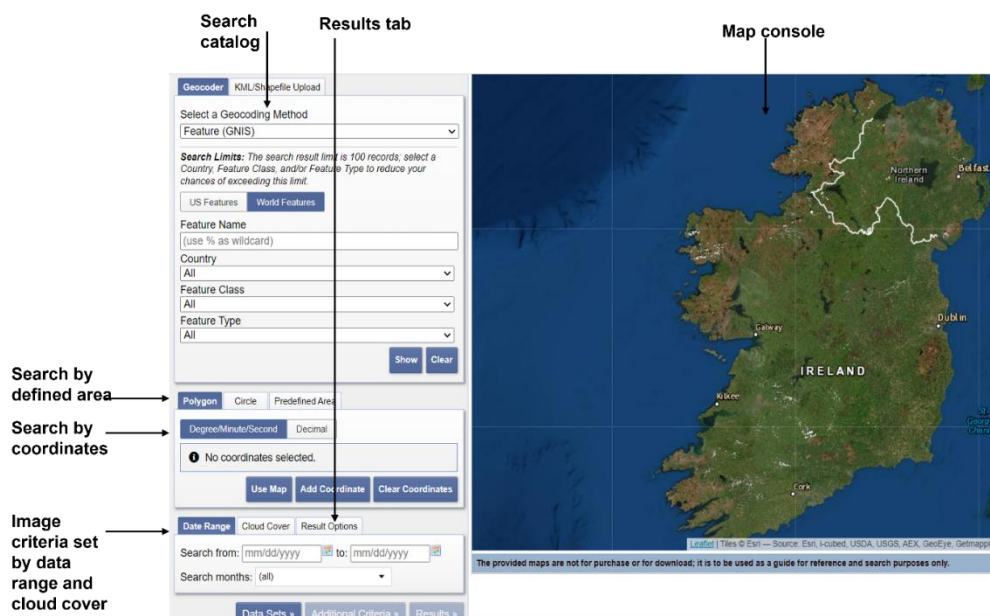 Search
catalog
Results tab
Map console
Geocoder
KML/Shapefile Upload
Select a Geocoding Method
Feature (GNIS)
Search Limits: The search result limit is 100 records; select a
Country, Feature Class, and/or Feature Type to reduce your
chances of exceeding this limit.
US Features
World Features
Feature Name
(use % as wildcard)
Country
All
Feature Class
All
Feature Type
All
Show
Clear
Search by
defined area
Polygon
Circle
Predefined Area
Search by
coordinates
Degree/Minute/Second
Decimal
No coordinates selected.
Use Map
Add Coordinate
Clear Coordinates
Image
criteria set
by data
range and
cloud cover
Date Range
Cloud Cover
Result Options
Search from: mm/dd/yyyy to: mm/dd/yyyy
Search months: (all)
Data Sets »
Additional Criteria »
Results »
Northern
Ireland
Belfast
Galway
Dublin
IRELAND
Kilkee
St.
George's
Cork
Leaflet | Tiles © Esri — Source: Esri, i-cubed, USDA, USGS, AEX, GeoEye, Getmapping
The provided maps are not for purchase or for download; it is to be used as a guide for reference and search purposes only.